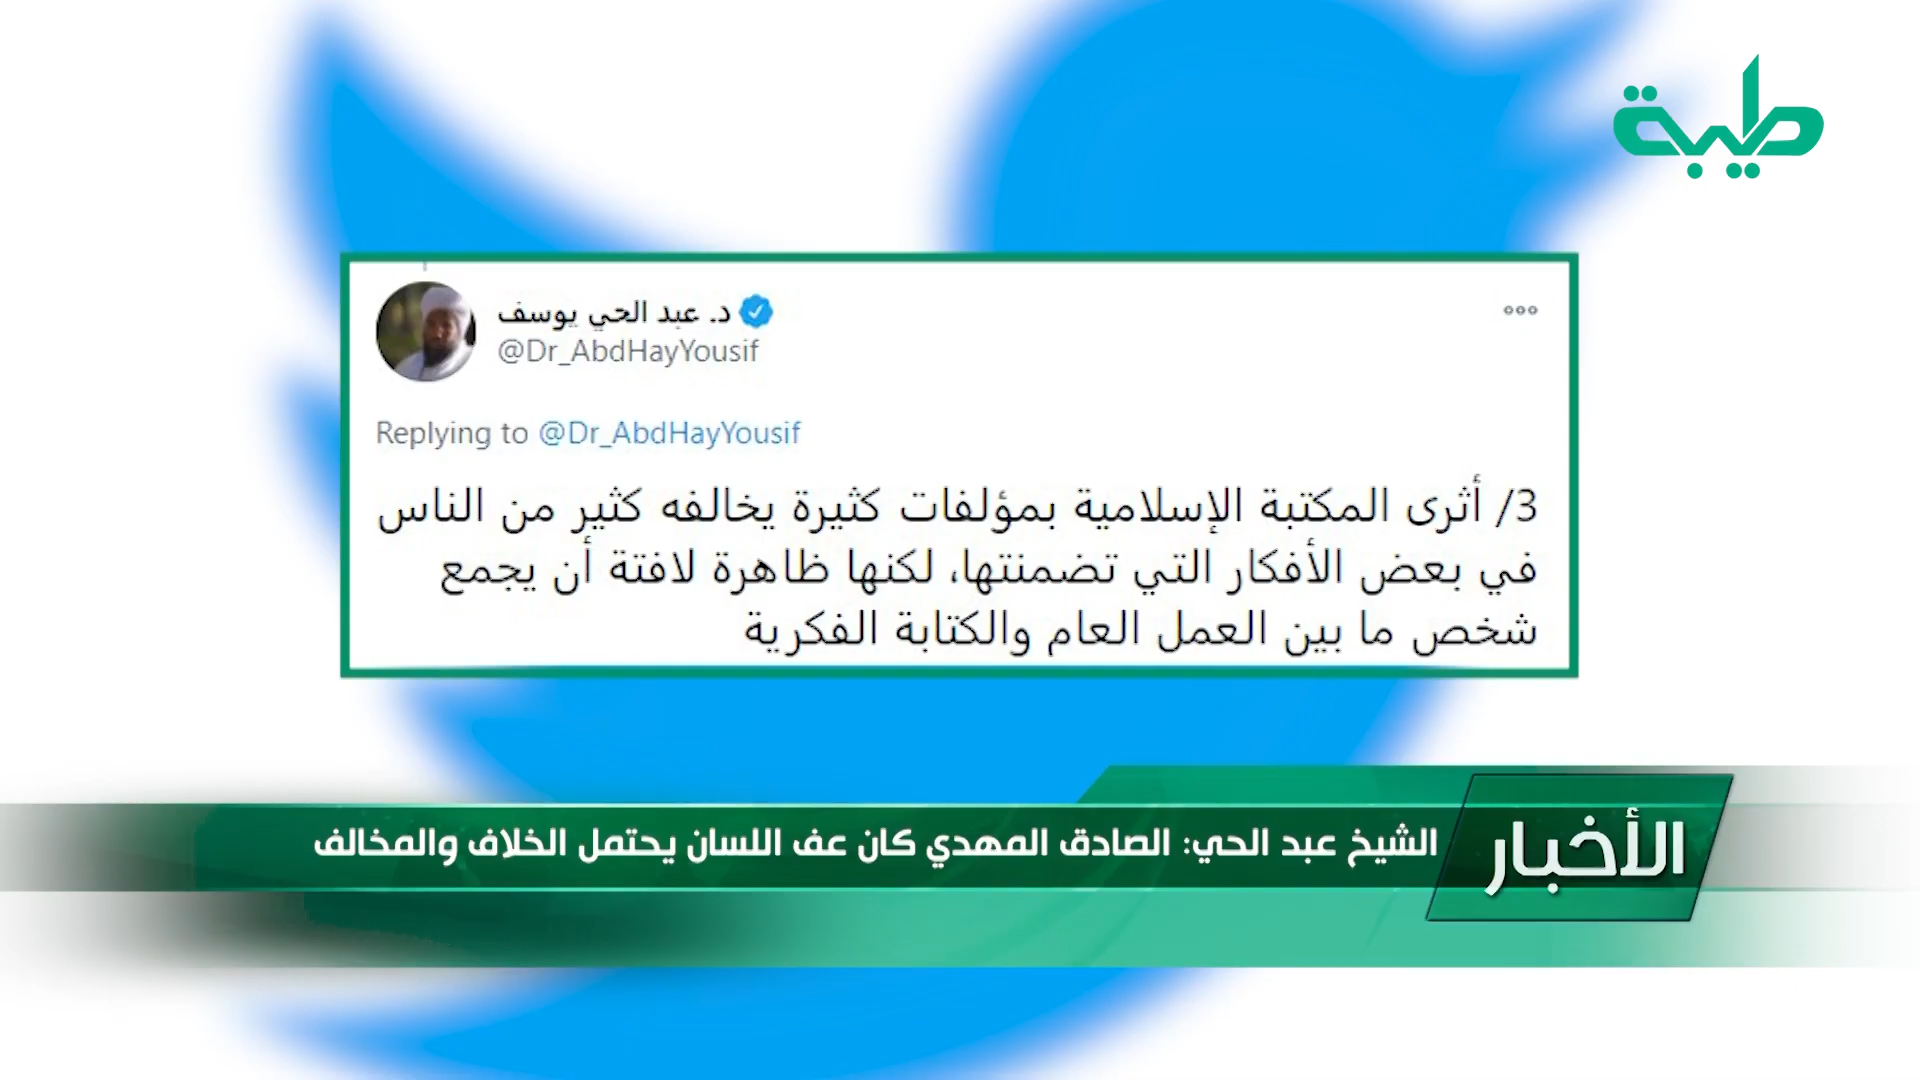 طيبة
د. عبد الحي يوسف
@Dr_AbdHayYousif
Replying to @Dr_AbdHayYousif
3/ أثرى المكتبة الإسلامية بمؤلفات كثيرة يخالفه كثير من الناس
في بعض الأفكار التي تضمنتها، لكنها ظاهرة لافتة أن يجمع
شخص ما بين العمل العام والكتابة الفكرية
الأخبار
الشيخ عبد الحي: الصادق المهدي كان عف اللسان يحتمل الخلاف والمخالف